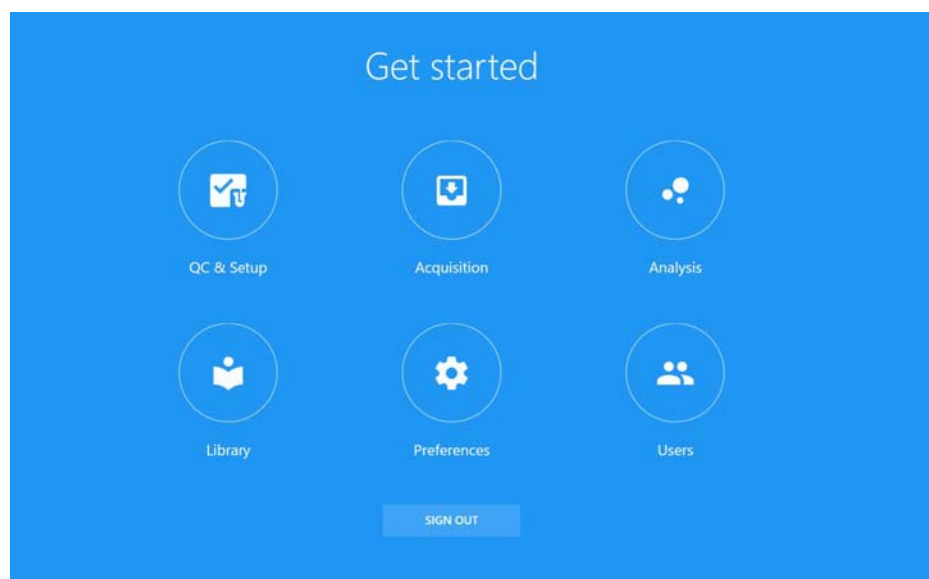 Get started
QC & Setup
Acquisition
Analysis
Library
Preferences
Users
SIGN OUT